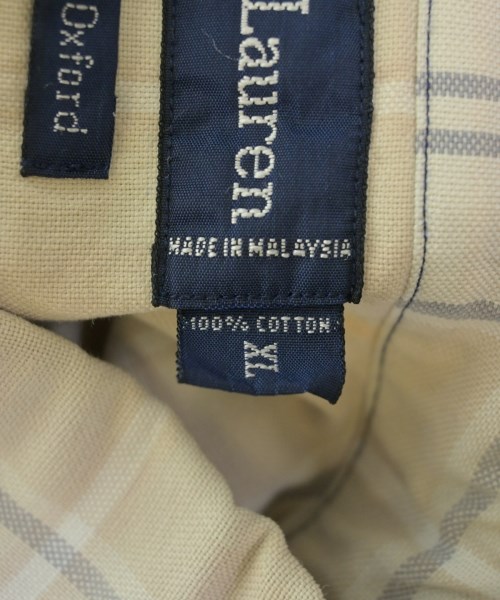 Oxford
Lauren
MADE IN MALAYSIA
100% COTTON
XL